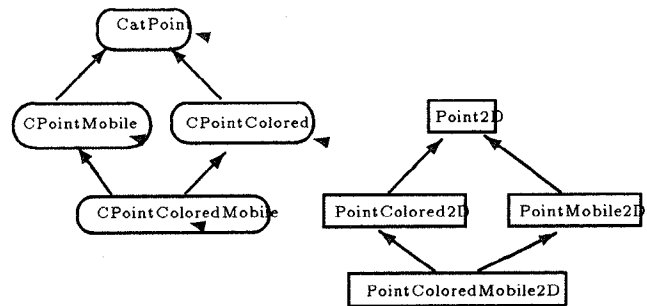 CatPoint
CPointMobile
CPointColored
CPointColoredMobile
Point2D
PointColored2D
PointMobile2D
PointColoredMobile2D